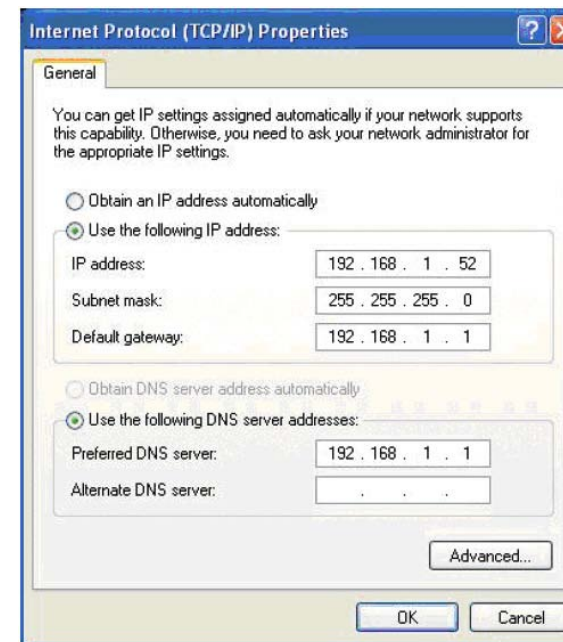 Internet Protocol (TCP/IP) Properties
?
General
You can get IP settings assigned automatically if your network supports
this capability. Otherwise, you need to ask your network administrator for
the appropriate IP settings.
Obtain an IP address automatically
Use the following IP address:
IP address: 192 . 168 . 1 . 52
Subnet mask: 255 . 255 . 255 . 0
Default gateway: 192 . 168 . 1 . 1
Obtain DNS server address automatically
Use the following DNS server addresses:
Preferred DNS server: 192 . 168 . 1 . 1
Alternate DNS server: . . .
Advanced...
OK Cancel